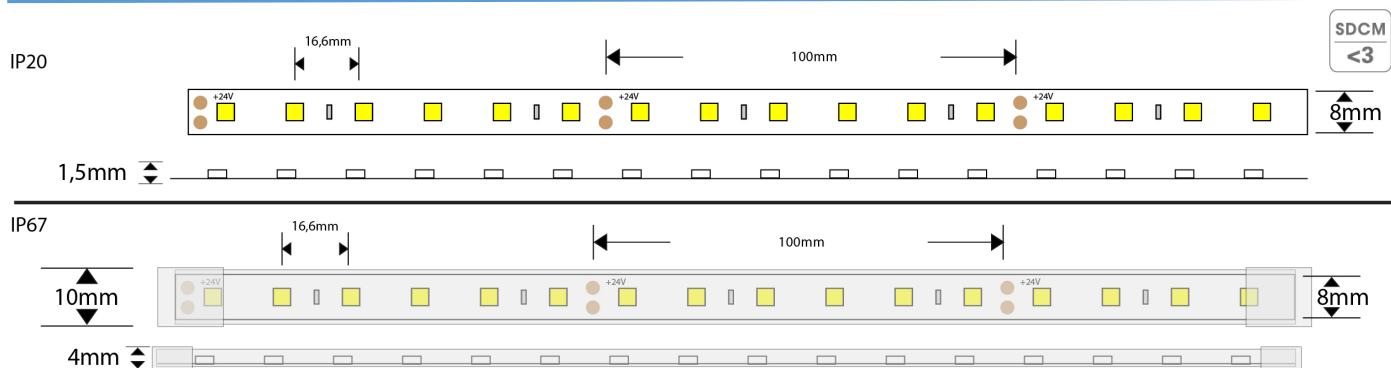 SDCM
<3
16,6mm
100mm
IP20
+24V
+24V
+24V
8mm
1,5mm
IP67
16,6mm
100mm
10mm
+24V
+24V
+24V
8mm
4mm